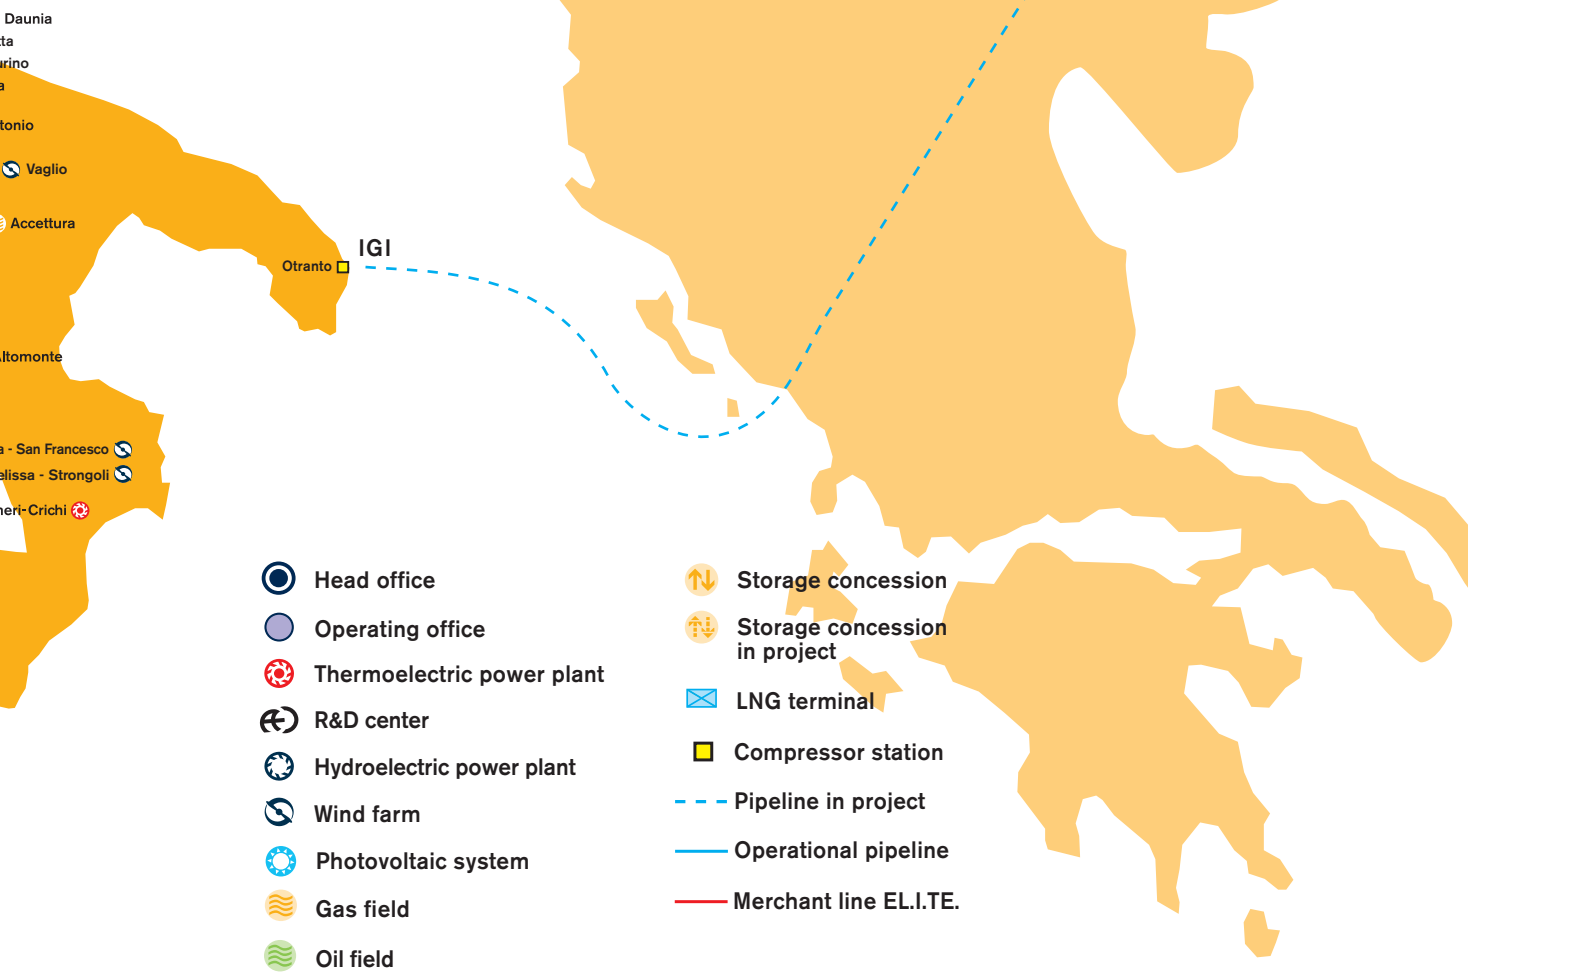 Daunia
Vaglio
Accettura
IGI
Otranto
- San Francesco
- Strongoli
Head office
Operating office
Thermoelectric power plant
R&D center
Hydroelectric power plant
Wind farm
Photovoltaic system
Gas field
Oil field
Storage concession
Storage concession
in project
LNG terminal
Compressor station
Pipeline in project
Operational pipeline
Merchant line EL.I.TE.